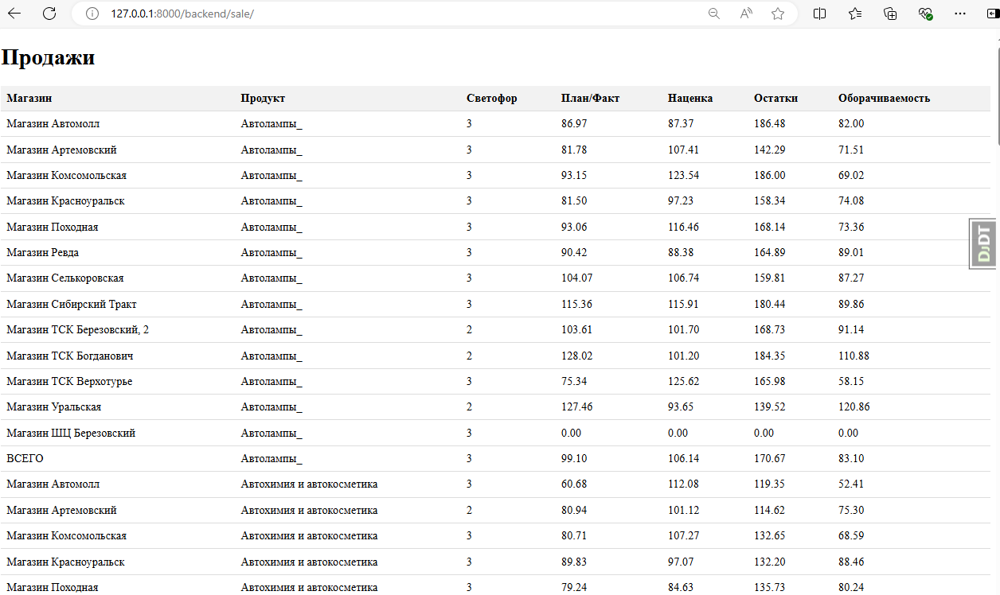 127.0.0.1:8000/backend/sale/
Продажи
Магазин Продукт Светофор План/Факт Наценка Остатки Оборачиваемость
Магазин Автомолл Автолампы_ 3 86.97 87.37 186.48 82.00
Магазин Артемовский Автолампы_ 3 81.78 107.41 142.29 71.51
Магазин Комсомольская Автолампы_ 3 93.15 123.54 186.00 69.02
Магазин Красноуральск Автолампы_ 3 81.50 97.23 158.34 74.08
Магазин Походная Автолампы_ 3 93.06 116.46 168.14 73.36
Магазин Ревда Автолампы_ 3 90.42 88.38 164.89 89.01
Магазин Селькоровская Автолампы_ 3 104.07 106.74 159.81 87.27
Магазин Сибирский Тракт Автолампы_ 3 115.36 115.91 180.44 89.86
Магазин ТСК Березовский, 2 Автолампы_ 2 103.61 101.70 168.73 91.14
Магазин ТСК Богданович Автолампы_ 2 128.02 101.20 184.35 110.88
Магазин ТСК Верхотурье Автолампы_ 3 75.34 125.62 165.98 58.15
Магазин Уральская Автолампы_ 2 127.46 93.65 139.52 120.86
Магазин ШЦ Березовский Автолампы_ 3 0.00 0.00 0.00 0.00
ВСЕГО Автолампы_ 3 99.10 106.14 170.67 83.10
Магазин Автомолл Автохимия и автокосметика 3 60.68 112.08 119.35 52.41
Магазин Артемовский Автохимия и автокосметика 2 80.94 101.12 114.62 75.30
Магазин Комсомольская Автохимия и автокосметика 3 80.71 107.27 132.65 68.59
Магазин Красноуральск Автохимия и автокосметика 3 89.83 97.07 132.20 88.46
Магазин Походная Автохимия и автокосметика 3 79.24 84.63 135.73 80.24
DJDT